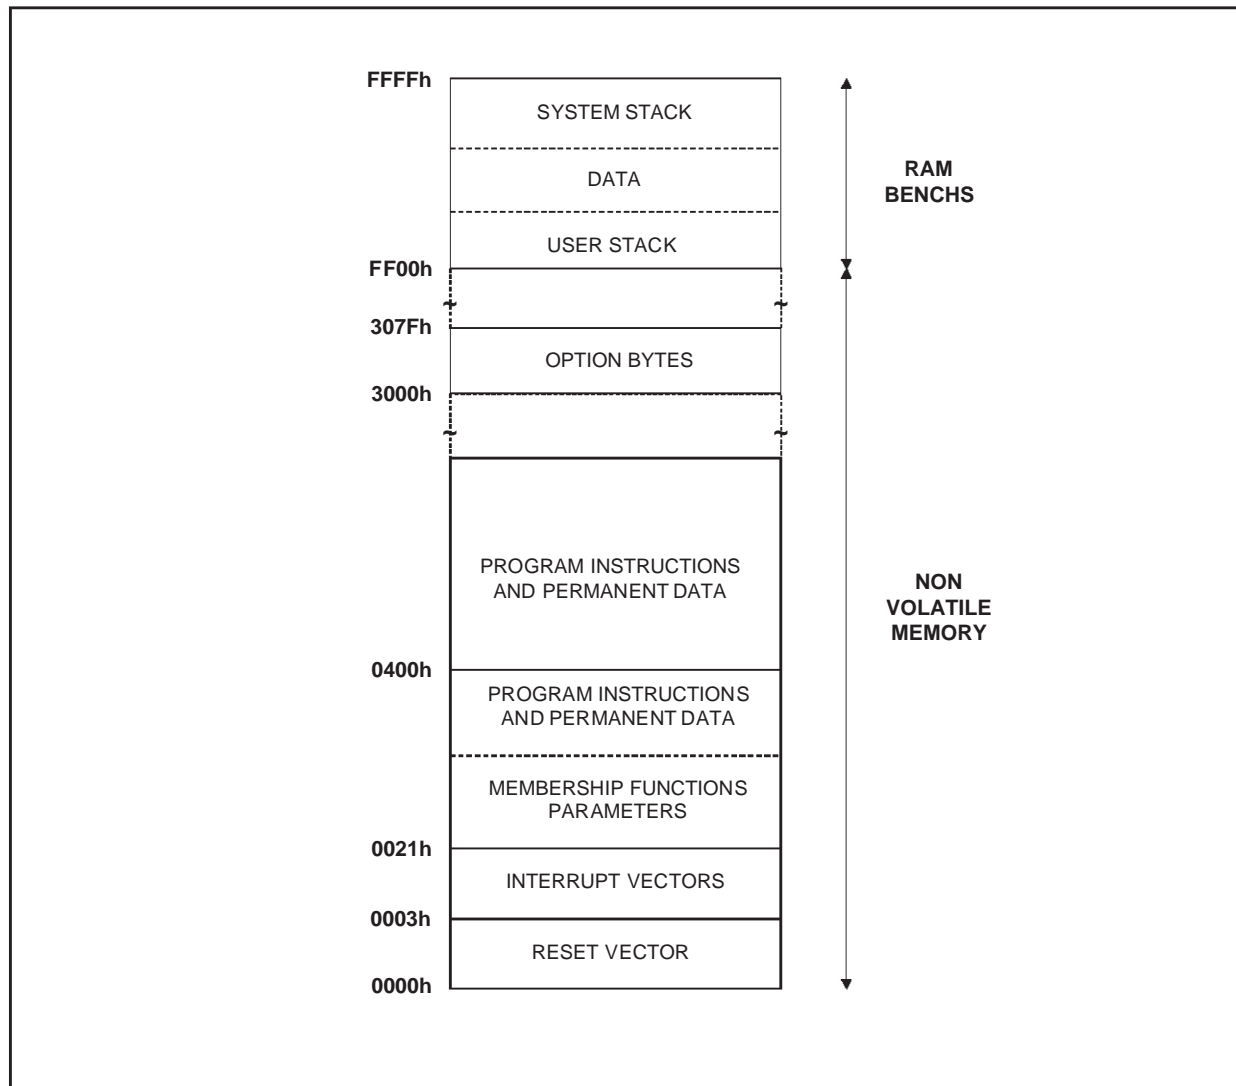 FFFFh
SYSTEM STACK
DATA
RAM
BENCHS
USER STACK
FF00h
~ ~
307Fh
OPTION BYTES
3000h
~ ~
PROGRAM INSTRUCTIONS
AND PERMANENT DATA
NON
VOLATILE
MEMORY
0400h
PROGRAM INSTRUCTIONS
AND PERMANENT DATA
MEMBERSHIP FUNCTIONS
PARAMETERS
0021h
INTERRUPT VECTORS
0003h
RESET VECTOR
0000h